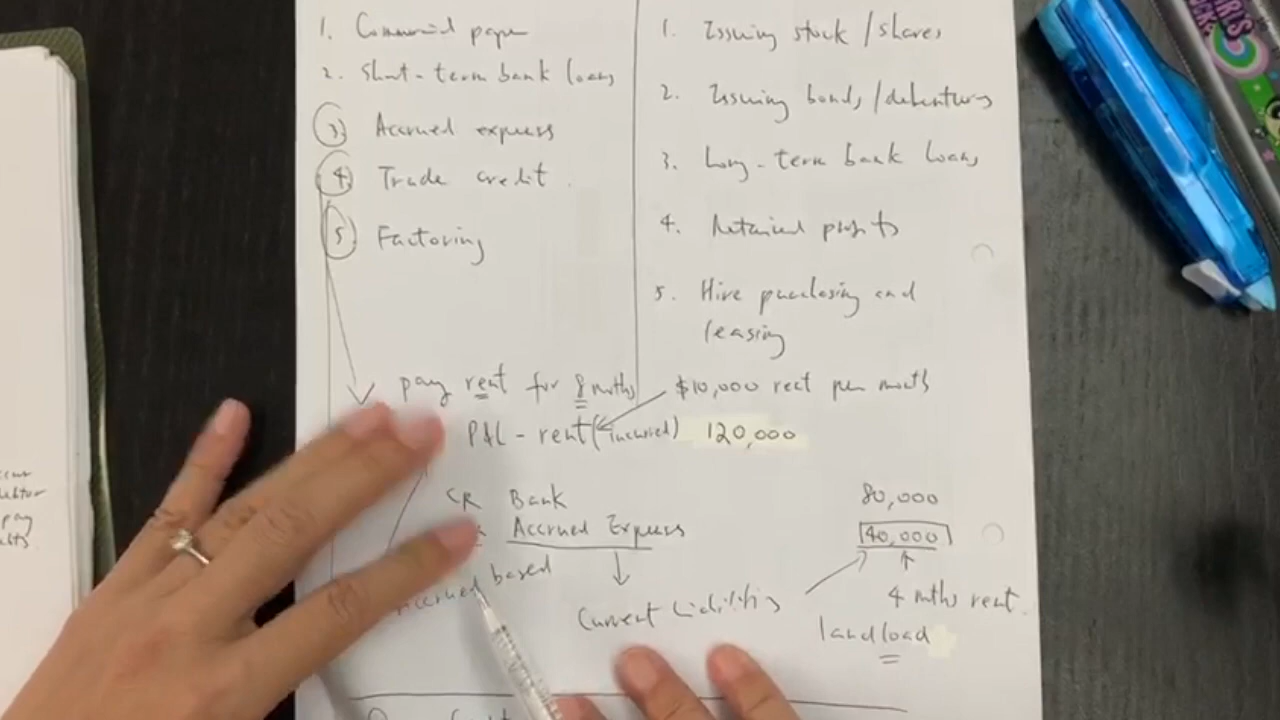 1. Commercial paper
2. Short-term bank loans
3. Accrued expenses
4. Trade credit
5. Factoring
1. Issuing stock / shares
2. Issuing bonds / debentures
3. Long-term bank loans
4. Retained profits
5. Hire purchasing and
leasing
pay rent for 8 mths
$10,000 rent per month
P&L - rent (incurred) 120,000
CR Bank 80,000
Accrued Expenses 40,000
Accrued based
Current Liabilities
4 mths rent
landload
pay
GIRLS